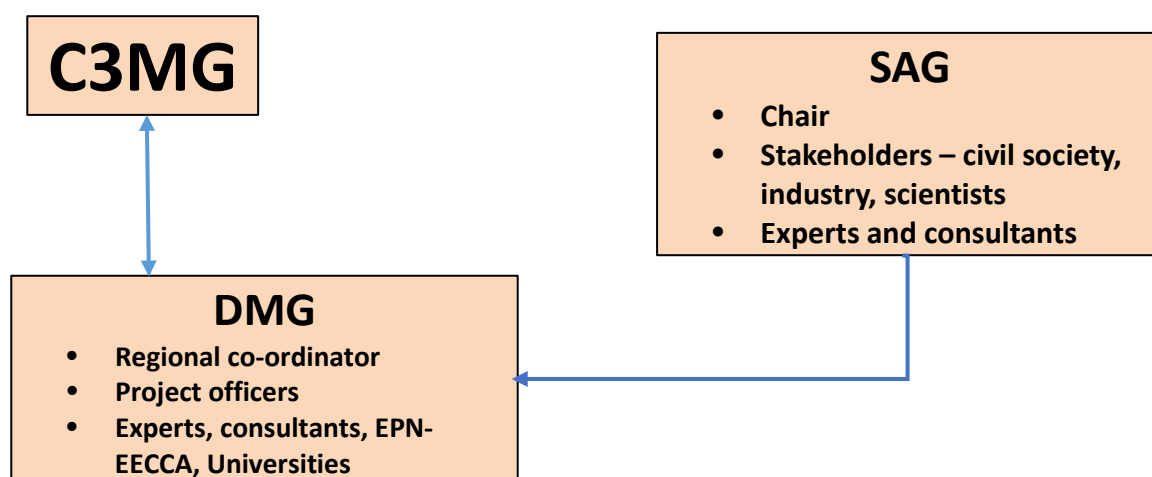 C3MG
SAG
• Chair
• Stakeholders – civil society,
industry, scientists
• Experts and consultants
DMG
• Regional co-ordinator
• Project officers
• Experts, consultants, EPN-
EECCA, Universities